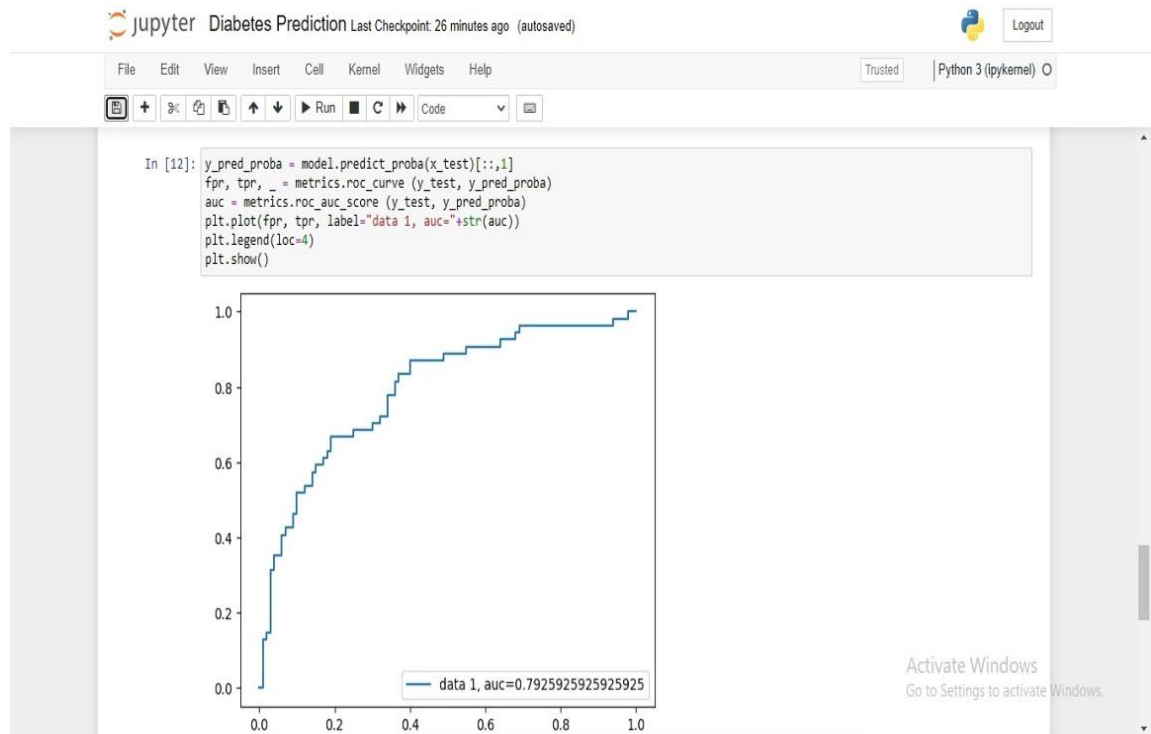 jupyter Diabetes Prediction Last Checkpoint: 26 minutes ago (autosaved)
Logout
File Edit View Insert Cell Kernel Widgets Help
Trusted Python 3 (ipykernel)
Run Code
In [12]: y_pred_proba = model.predict_proba(x_test)[::,1]
fpr, tpr, _ = metrics.roc_curve (y_test, y_pred_proba)
auc = metrics.roc_auc_score (y_test, y_pred_proba)
plt.plot(fpr, tpr, label="data 1, auc="+str(auc))
plt.legend(loc=4)
plt.show()
1.0
0.8
0.6
0.4
0.2
0.0
data 1, auc=0.7925925925925925
0.0 0.2 0.4 0.6 0.8 1.0
Activate Windows
Go to Settings to activate Windows.